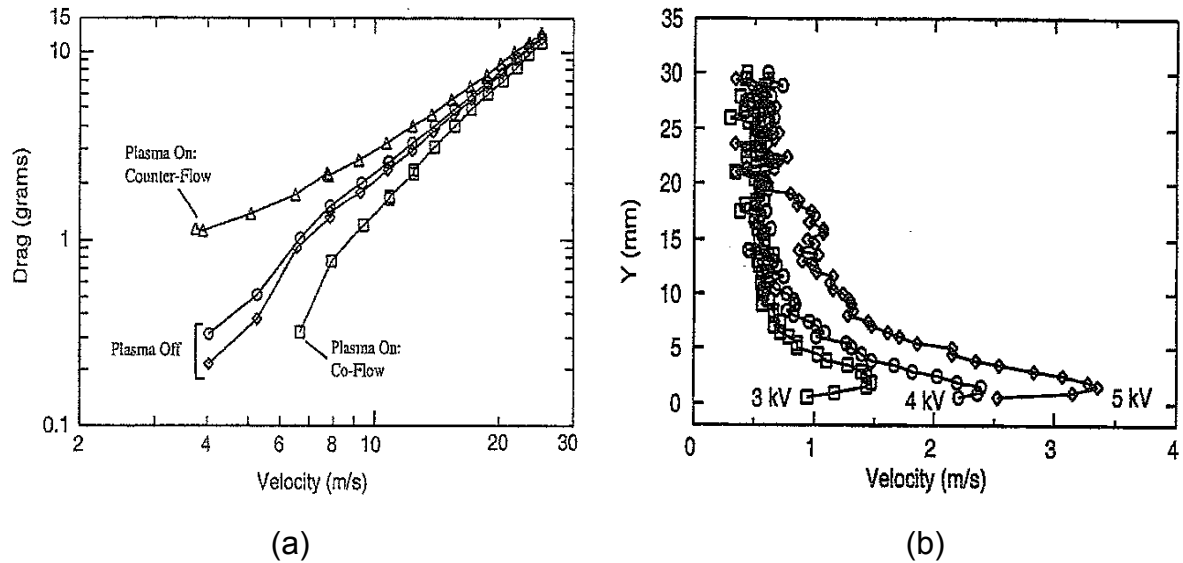 15
10
1
0.1
Drag (grams)
Plasma On:
Counter-Flow
Plasma Off
Plasma On:
Co-Flow
2
4
6
8
10
20
30
Velocity (m/s)
(a)
35
30
25
20
15
10
5
0
Y (mm)
3 kV
4 kV
5 kV
0
1
2
3
4
Velocity (m/s)
(b)